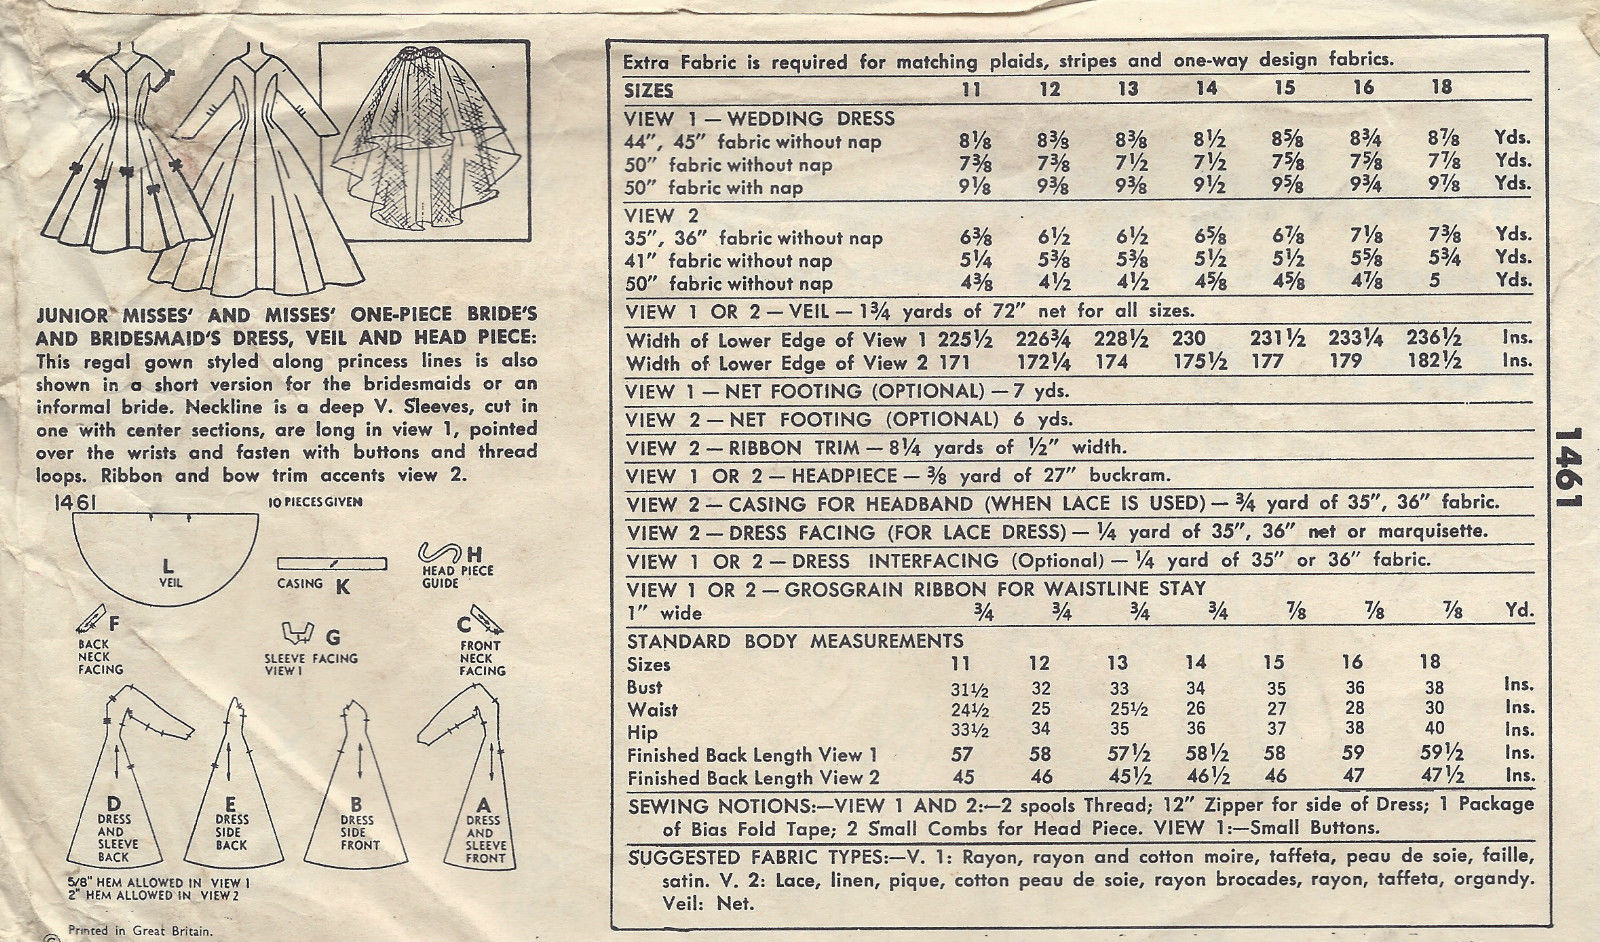 JUNIOR MISSES' AND MISSES' ONE-PIECE BRIDE'S
AND BRIDESMAID'S DRESS, VEIL AND HEAD PIECE:
This regal gown styled along princess lines is also
shown in a short version for the bridesmaids or an
informal bride. Neckline is a deep V. Sleeves, cut in
one with center sections, are long in view 1, pointed
over the wrists and fasten with buttons and thread
loops. Ribbon and bow trim accents view 2.
1461 10 PIECES GIVEN
L
VEIL
CASING K
H
HEAD PIECE
GUIDE
F
BACK
NECK
FACING
G
SLEEVE FACING
VIEW 1
C
FRONT
NECK
FACING
D
DRESS
AND
SLEEVE
BACK
E
DRESS
SIDE
BACK
B
DRESS
SIDE
FRONT
A
DRESS
AND
SLEEVE
FRONT
5/8" HEM ALLOWED IN VIEW 1
2" HEM ALLOWED IN VIEW 2
© Printed in Great Britain.
Extra Fabric is required for matching plaids, stripes and one-way design fabrics.
SIZES 11 12 13 14 15 16 18
VIEW 1 — WEDDING DRESS
44", 45" fabric without nap 8⅛ 8⅜ 8⅜ 8½ 8⅝ 8¾ 8⅞ Yds.
50" fabric without nap 7⅜ 7⅜ 7½ 7½ 7⅝ 7⅝ 7⅞ Yds.
50" fabric with nap 9⅛ 9⅜ 9⅜ 9½ 9⅝ 9¾ 9⅞ Yds.
VIEW 2
35", 36" fabric without nap 6⅜ 6½ 6½ 6⅝ 6⅞ 7⅛ 7⅜ Yds.
41" fabric without nap 5¼ 5⅜ 5⅜ 5½ 5½ 5⅝ 5¾ Yds.
50" fabric without nap 4⅜ 4½ 4½ 4⅝ 4⅝ 4⅞ 5 Yds.
VIEW 1 OR 2 — VEIL — 1¾ yards of 72" net for all sizes.
Width of Lower Edge of View 1 225½ 226¾ 228½ 230 231½ 233¼ 236½ Ins.
Width of Lower Edge of View 2 171 172¼ 174 175½ 177 179 182½ Ins.
VIEW 1 — NET FOOTING (OPTIONAL) — 7 yds.
VIEW 2 — NET FOOTING (OPTIONAL) 6 yds.
VIEW 2 — RIBBON TRIM — 8¼ yards of ½" width.
VIEW 1 OR 2 — HEADPIECE — ⅜ yard of 27" buckram.
VIEW 2 — CASING FOR HEADBAND (WHEN LACE IS USED) — ¾ yard of 35", 36" fabric.
VIEW 2 — DRESS FACING (FOR LACE DRESS) — ¼ yard of 35", 36" net or marquisette.
VIEW 1 OR 2 — DRESS INTERFACING (Optional) — ¼ yard of 35" or 36" fabric.
VIEW 1 OR 2 — GROSGRAIN RIBBON FOR WAISTLINE STAY
1" wide ¾ ¾ ¾ ¾ ⅞ ⅞ ⅞ Yd.
STANDARD BODY MEASUREMENTS
Sizes 11 12 13 14 15 16 18
Bust 31½ 32 33 34 35 36 38 Ins.
Waist 24½ 25 25½ 26 27 28 30 Ins.
Hip 33½ 34 35 36 37 38 40 Ins.
Finished Back Length View 1 57 58 57½ 58½ 58 59 59½ Ins.
Finished Back Length View 2 45 46 45½ 46½ 46 47 47½ Ins.
SEWING NOTIONS:—VIEW 1 AND 2:—2 spools Thread; 12" Zipper for side of Dress; 1 Package
of Bias Fold Tape; 2 Small Combs for Head Piece. VIEW 1:—Small Buttons.
SUGGESTED FABRIC TYPES:—V. 1: Rayon, rayon and cotton moire, taffeta, peau de soie, faille,
satin. V. 2: Lace, linen, pique, cotton peau de soie, rayon brocades, rayon, taffeta, organdy.
Veil: Net.
1461